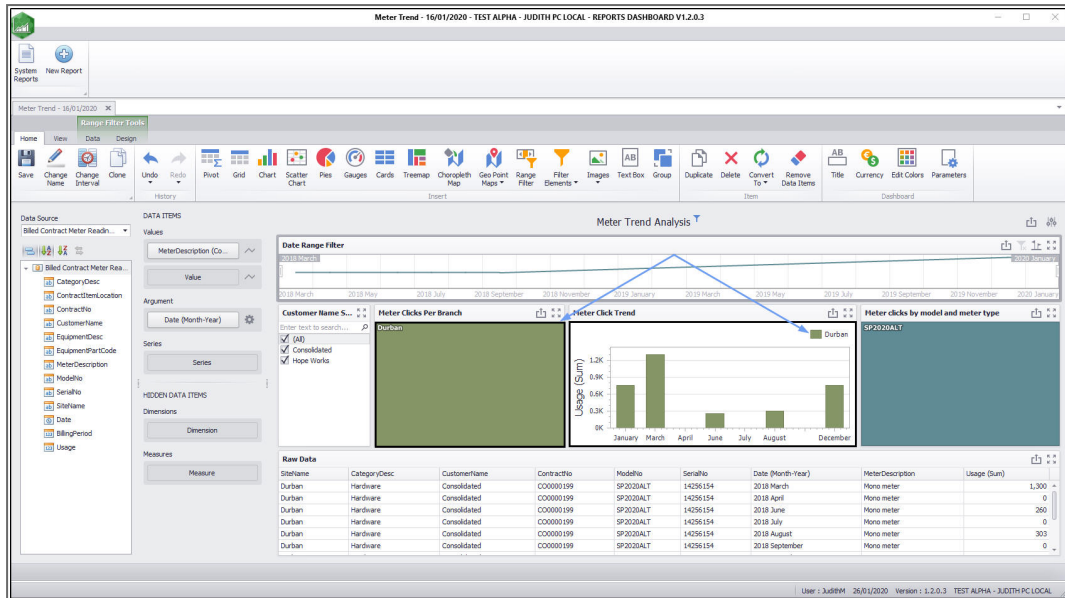 Meter Trend - 16/01/2020 - TEST ALPHA - JUDITH PC LOCAL - REPORTS DASHBOARD V1.2.0.3
System Reports
New Report
Meter Trend - 16/01/2020
Range Filter Tools
Home View Data Design
Save
Change Name
Change Interval
Clone
Undo
Redo
Pivot
Grid
Chart
Scatter Chart
Pies
Gauges
Cards
Treemap
Choropleth Map
Geo Point Maps
Range Filter
Filter Elements
Images
AB
Text Box
Group
Duplicate
Delete
Convert To
Remove Data Items
AB
Title
Currency
Edit Colors
Parameters
History Insert Item Dashboard
Data Source
Billed Contract Meter Readin...
Billed Contract Meter Rea...
CategoryDesc
ContractItemLocation
ContractNo
CustomerName
EquipmentDesc
EquipmentPartCode
MeterDescription
ModelNo
SerialNo
SiteName
Date
BillingPeriod
Usage
DATA ITEMS
Values
MeterDescription (Co...
Value
Argument
Date (Month-Year)
Series
Series
HIDDEN DATA ITEMS
Dimensions
Dimension
Measures
Measure
Meter Trend Analysis
Date Range Filter
2018 March 2020 January
2018 March 2018 May 2018 July 2018 September 2018 November 2019 January 2019 March 2019 May 2019 July 2019 September 2019 November 2020 January
Customer Name S...
Enter text to search...
(All)
Consolidated
Hope Works
Meter Clicks Per Branch
Durban
Meter Click Trend
Durban
Usage (Sum)
1.2K
0.9K
0.6K
0.3K
0K
January March April June July August December
Meter clicks by model and meter type
SP2020ALT
Raw Data
SiteName CategoryDesc CustomerName ContractNo ModelNo SerialNo Date (Month-Year) MeterDescription Usage (Sum)
Durban Hardware Consolidated CO0000199 SP2020ALT 14256154 2018 March Mono meter 1,300
Durban Hardware Consolidated CO0000199 SP2020ALT 14256154 2018 April Mono meter 0
Durban Hardware Consolidated CO0000199 SP2020ALT 14256154 2018 June Mono meter 260
Durban Hardware Consolidated CO0000199 SP2020ALT 14256154 2018 July Mono meter 0
Durban Hardware Consolidated CO0000199 SP2020ALT 14256154 2018 August Mono meter 303
Durban Hardware Consolidated CO0000199 SP2020ALT 14256154 2018 September Mono meter 0
User : JudithM 26/01/2020 Version : 1.2.0.3 TEST ALPHA - JUDITH PC LOCAL